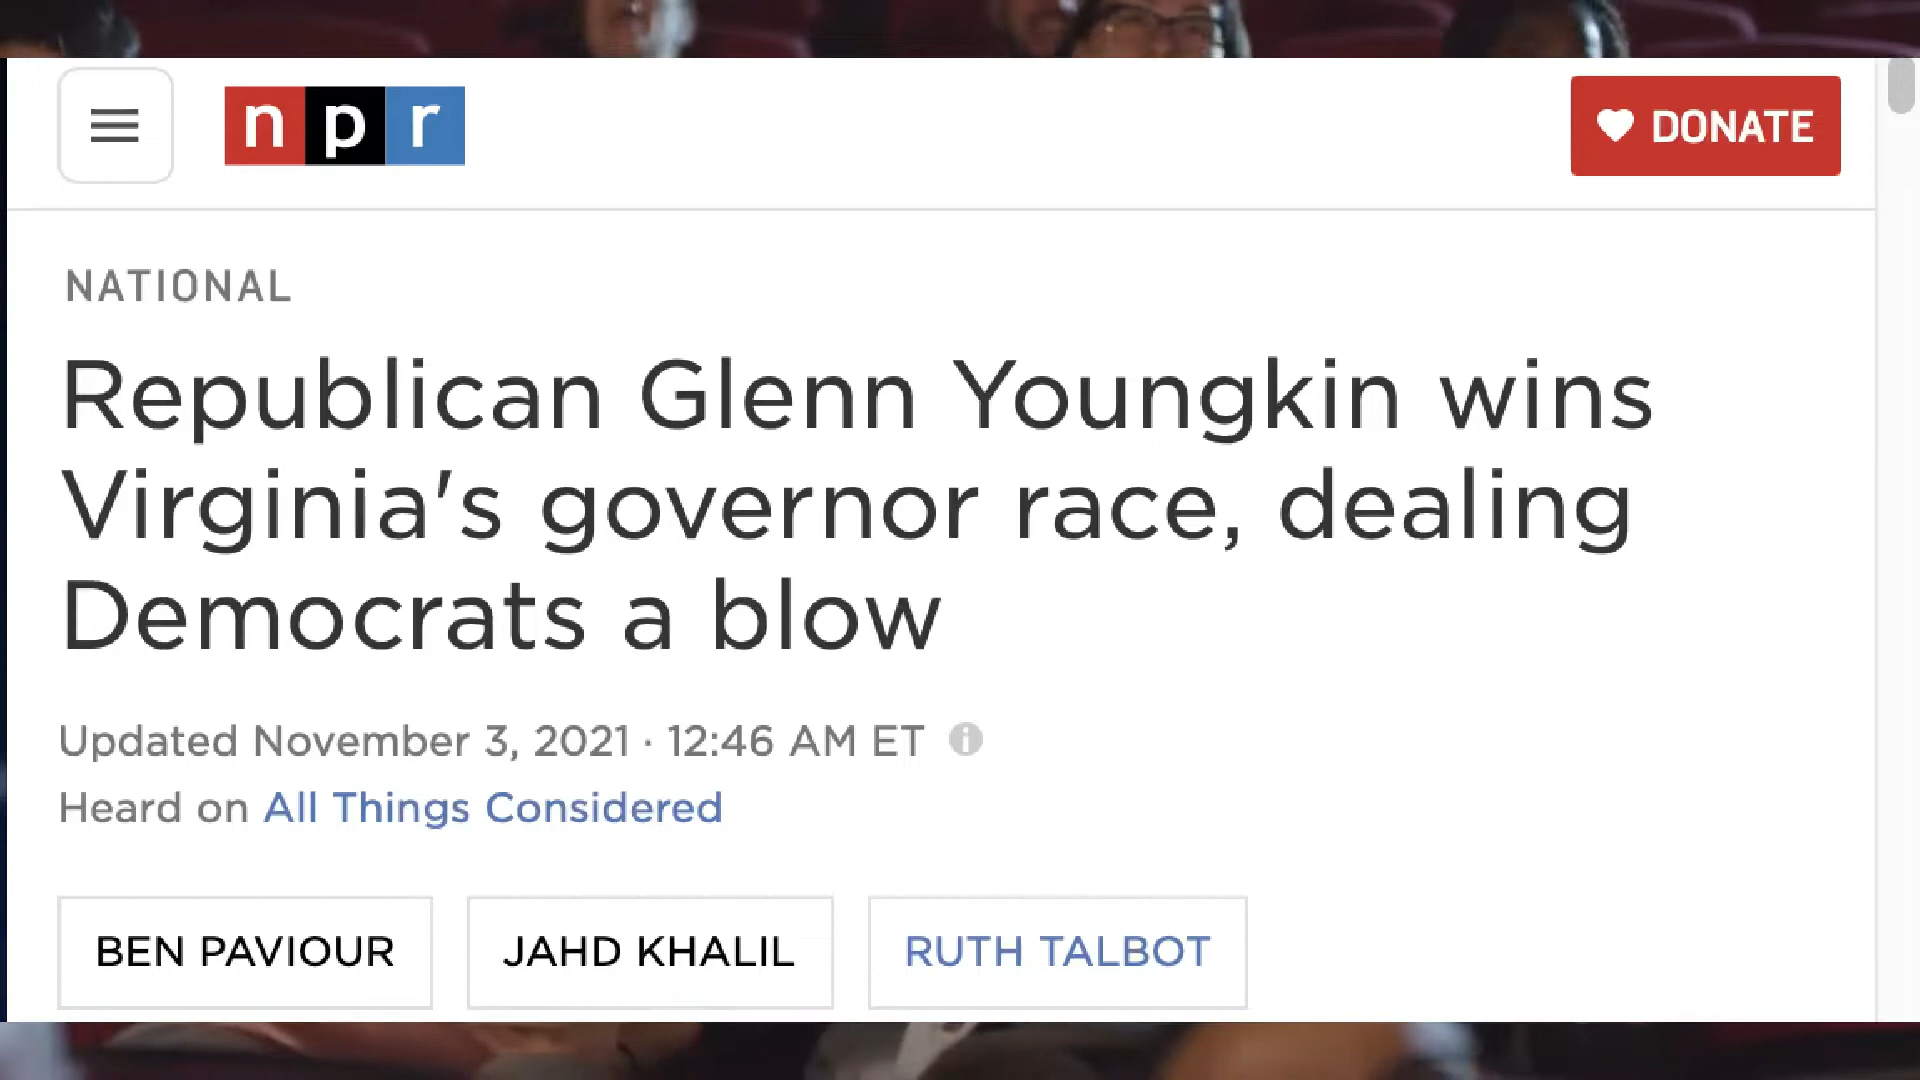 npr
DONATE
NATIONAL
Republican Glenn Youngkin wins
Virginia's governor race, dealing
Democrats a blow
Updated November 3, 2021 · 12:46 AM ET
Heard on All Things Considered
BEN PAVIOUR
JAHD KHALIL
RUTH TALBOT